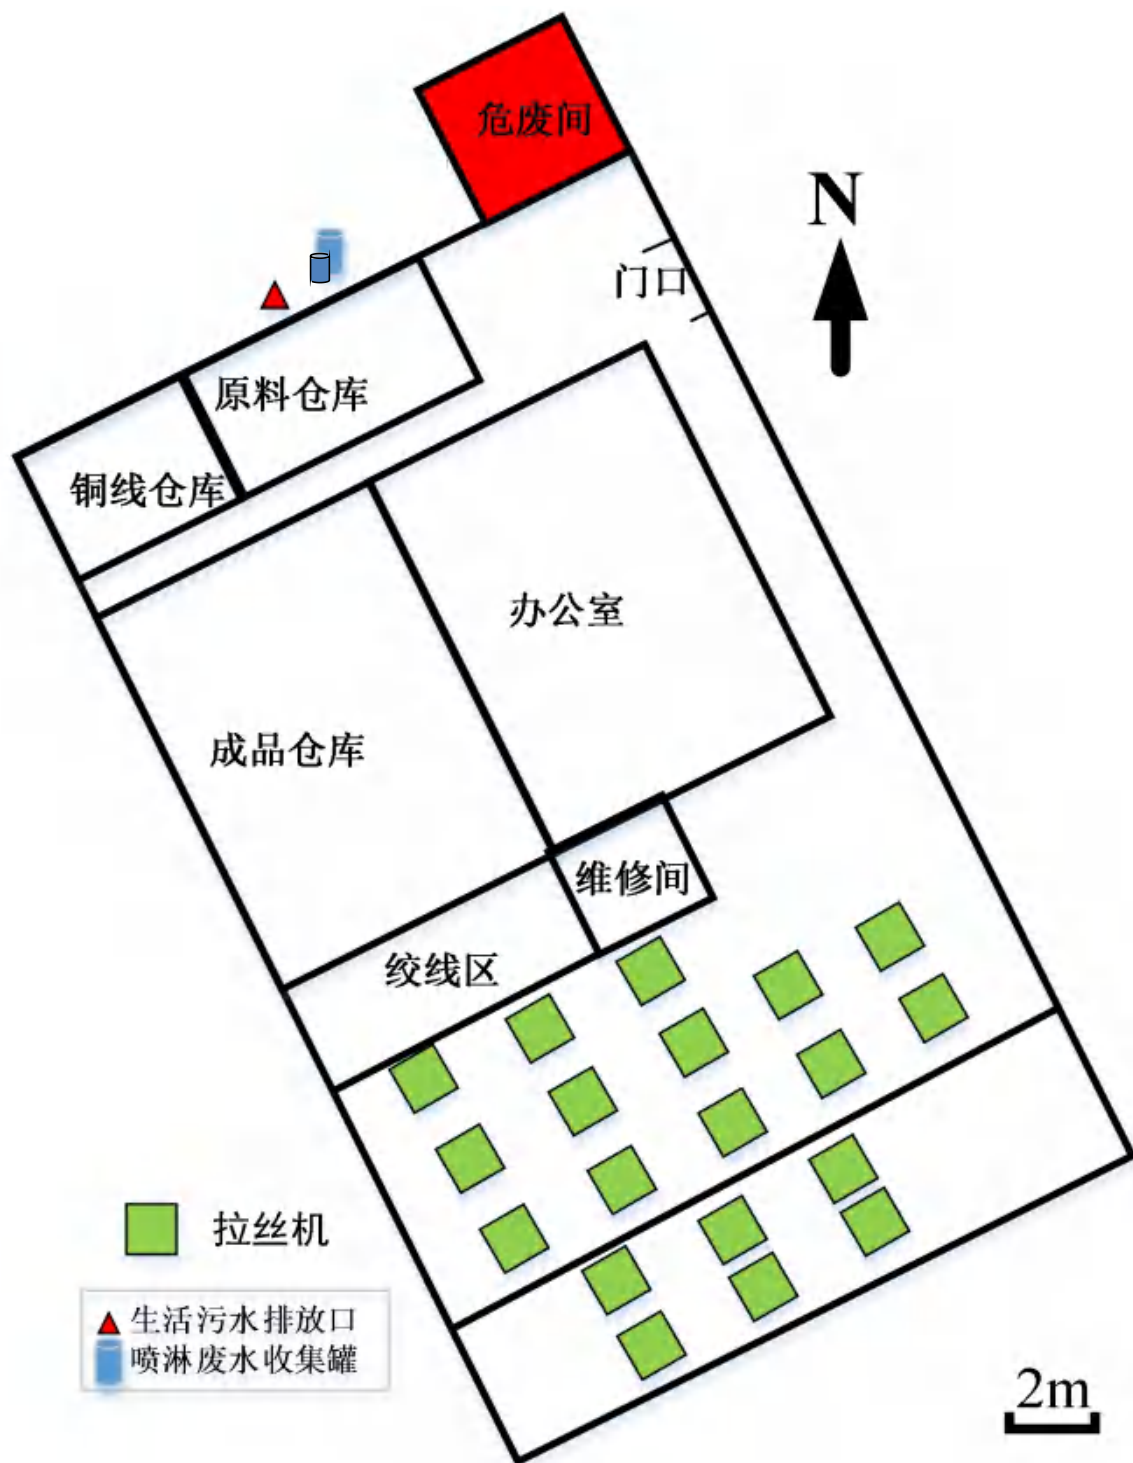 危废间
N
门口
原料仓库
铜线仓库
办公室
成品仓库
维修间
绞线区
拉丝机
生活污水排放口
喷淋废水收集罐
2m